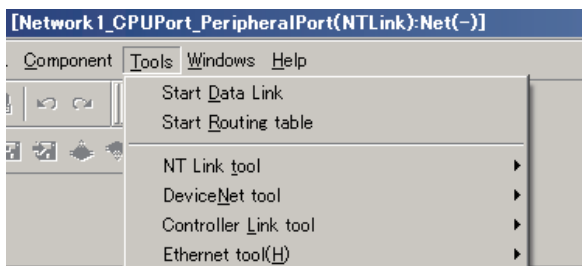 [Network1_CPUPort_PeripheralPort(NTLink):Net(-)]
Component Tools Windows Help
Start Data Link
Start Routing table
NT Link tool
DeviceNet tool
Controller Link tool
Ethernet tool(H)